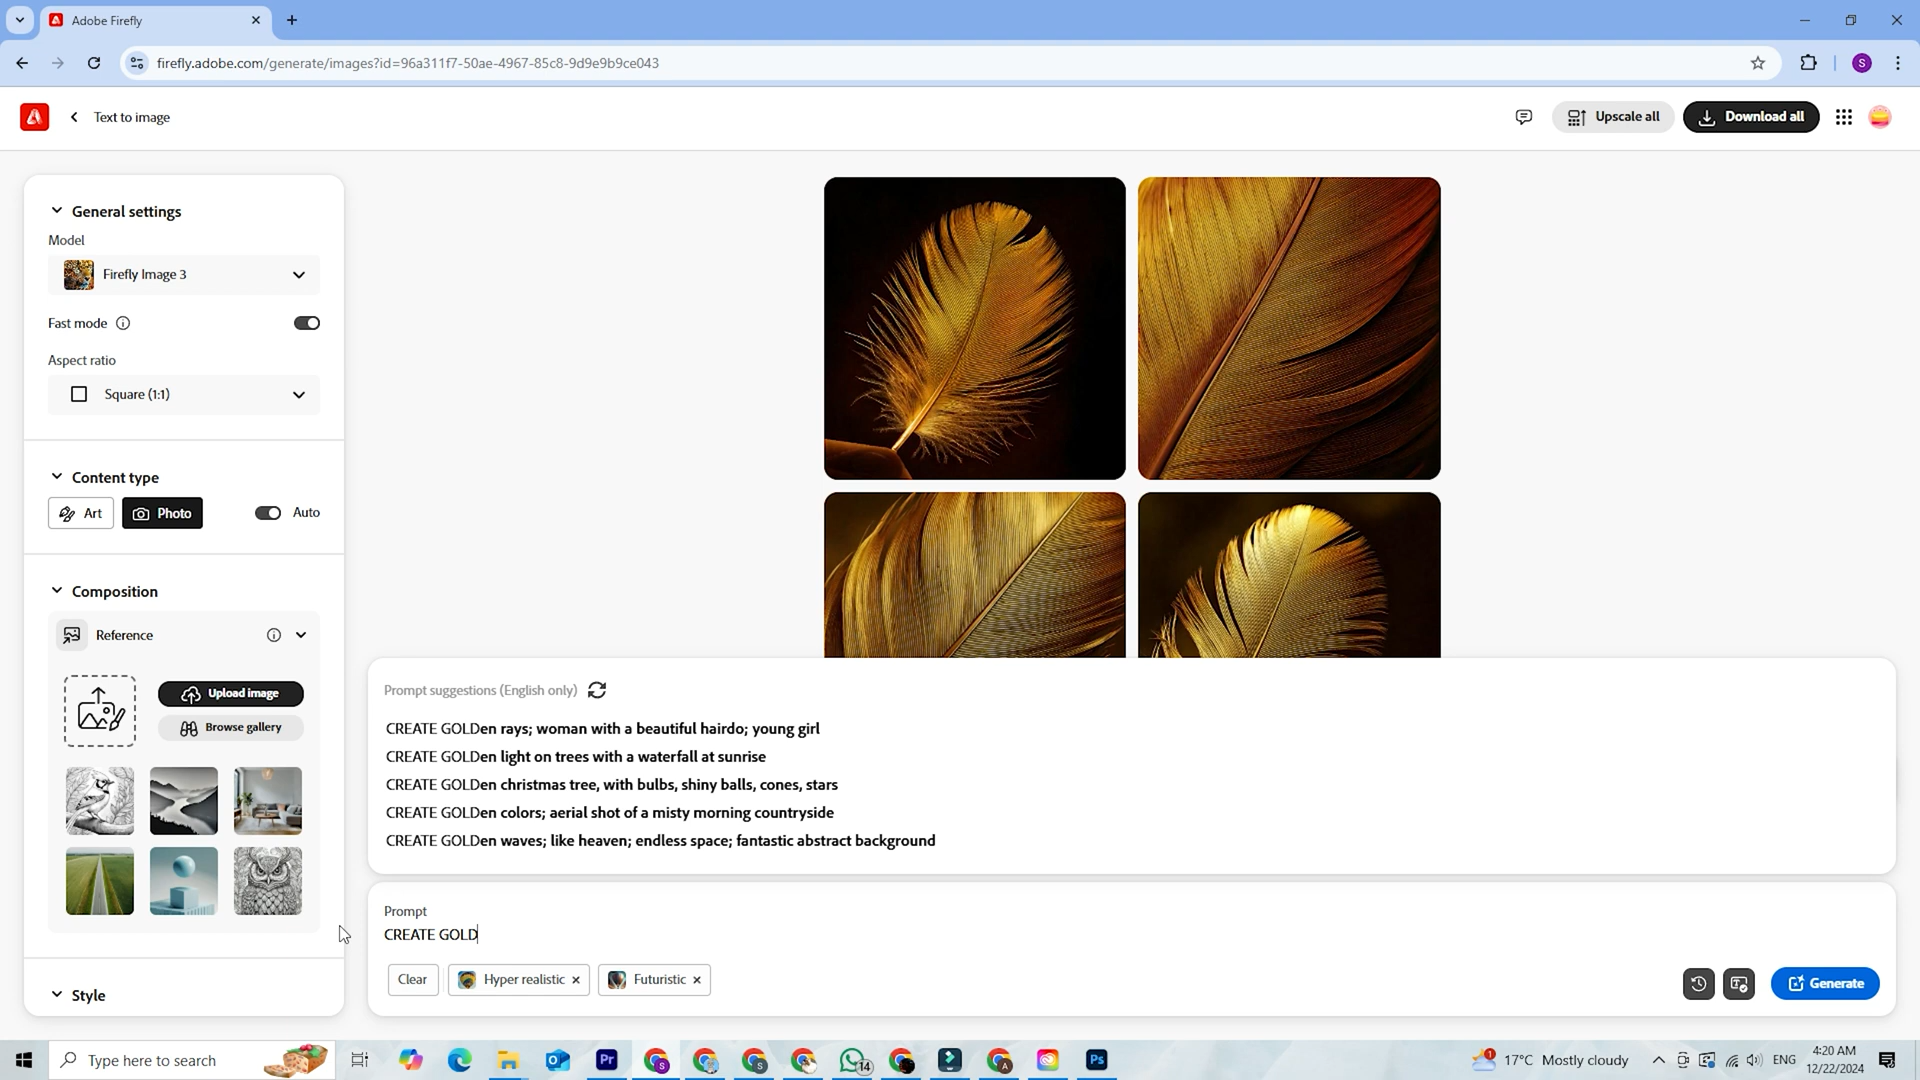 Adobe Firefly
firefly.adobe.com/generate/images?id=96a311f7-50ae-4967-85c8-9d9e9b9ce043
S
Text to image
Upscale all
Download all
General settings
Model
Firefly Image 3
Fast mode
Aspect ratio
Square (1:1)
Content type
Art
Photo
Auto
Composition
Reference
Upload image
Browse gallery
Style
Prompt suggestions (English only)
CREATE GOLDen rays; woman with a beautiful hairdo; young girl
CREATE GOLDen light on trees with a waterfall at sunrise
CREATE GOLDen christmas tree, with bulbs, shiny balls, cones, stars
CREATE GOLDen colors; aerial shot of a misty morning countryside
CREATE GOLDen waves; like heaven; endless space; fantastic abstract background
Prompt
CREATE GOLD
Clear
Hyper realistic
Futuristic
Generate
Type here to search
Pr
S
S
14
A
Ps
1
17°C Mostly cloudy
ENG
4:20 AM
12/22/2024